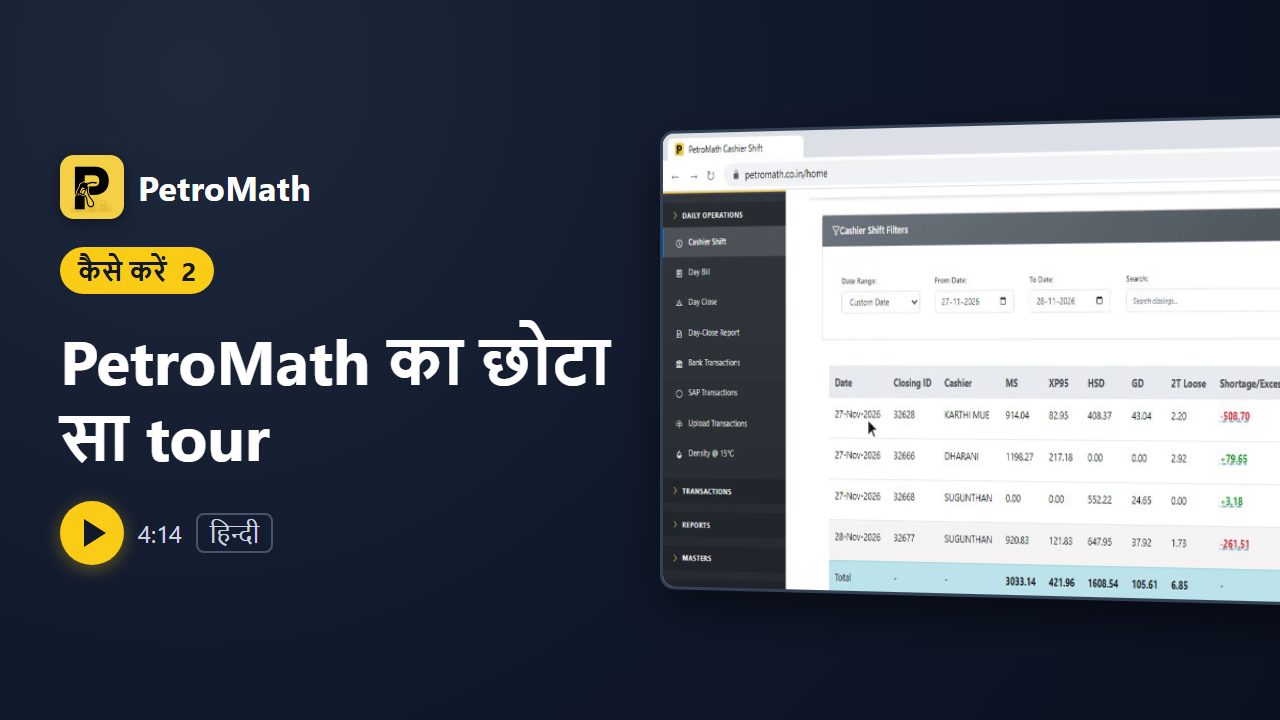 PetroMath
कैसे करें 2
PetroMath का छोटा
सा tour
4:14 हिन्दी
PetroMath Cashier Shift
petromath.co.in/home
DAILY OPERATIONS
Cashier Shift
Day Bill
Day Close
Day-Close Report
Bank Transactions
SAP Transactions
Upload Transactions
Density @ 15°C
TRANSACTIONS
REPORTS
MASTERS
Cashier Shift Filters
Date Range: From Date: To Date: Search:
Custom Date 27-11-2026 28-11-2026 Search closings...
Date Closing ID Cashier MS XP95 HSD GD 2T Loose Shortage/Exces
27-Nov-2026 32628 KARTHI MUE 914.04 82.95 408.37 43.04 2.20 -508.70
27-Nov-2026 32666 DHARANI 1198.27 217.18 0.00 0.00 2.92 +79.65
27-Nov-2026 32668 SUGUNTHAN 0.00 0.00 552.22 24.65 0.00 +3.18
28-Nov-2026 32677 SUGUNTHAN 920.83 121.83 647.95 37.92 1.73 -261.51
Total - - 3033.14 421.96 1608.54 105.61 6.85 -